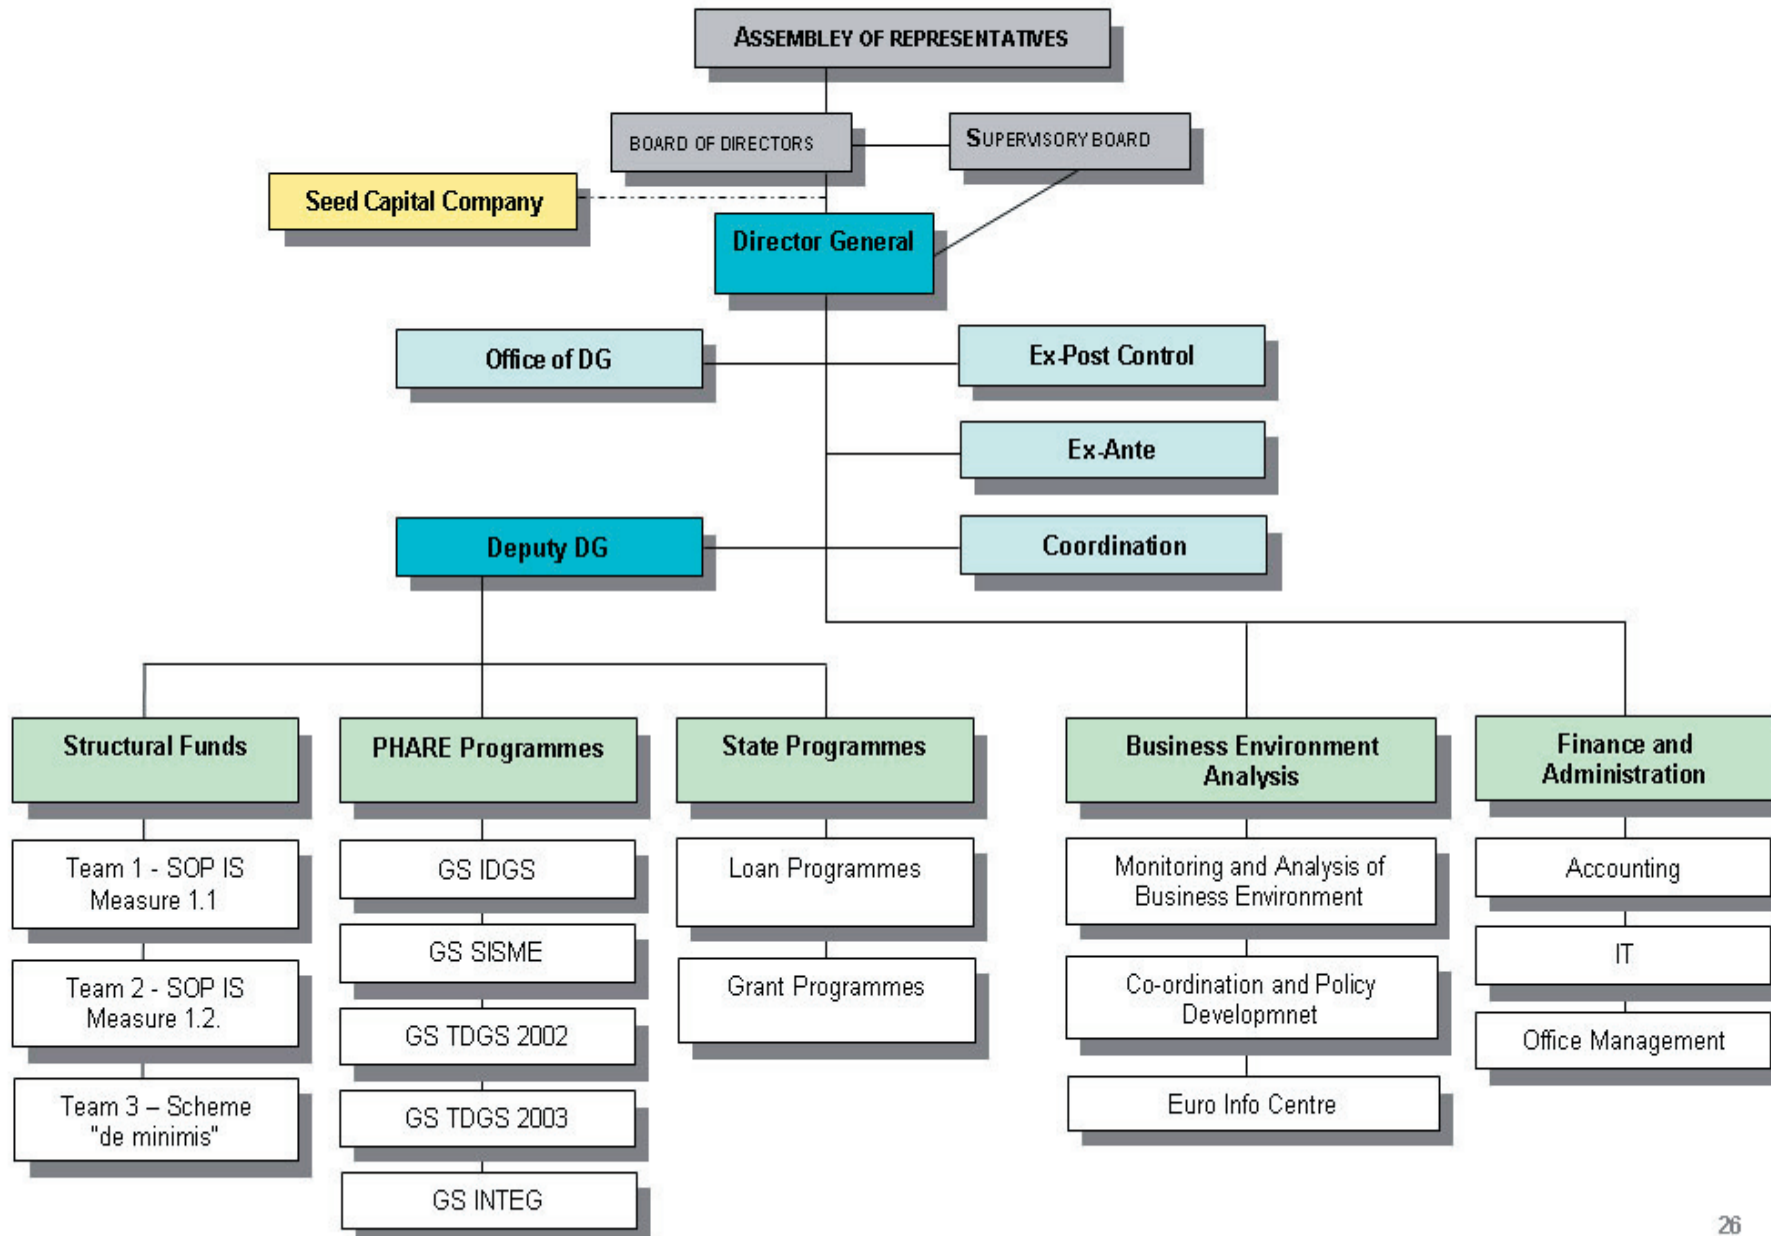 ASSEMBLEY OF REPRESENTATIVES
BOARD OF DIRECTORS
SUPERVISORY BOARD
Seed Capital Company
Director General
Office of DG
Ex-Post Control
Ex-Ante
Deputy DG
Coordination
Structural Funds
PHARE Programmes
State Programmes
Business Environment
Analysis
Finance and
Administration
Team 1 - SOP IS
Measure 1.1
Team 2 - SOP IS
Measure 1.2.
Team 3 – Scheme
"de minimis"
GS IDGS
GS SISME
GS TDGS 2002
GS TDGS 2003
GS INTEG
Loan Programmes
Grant Programmes
Monitoring and Analysis of
Business Environment
Co-ordination and Policy
Developmnet
Euro Info Centre
Accounting
IT
Office Management
26